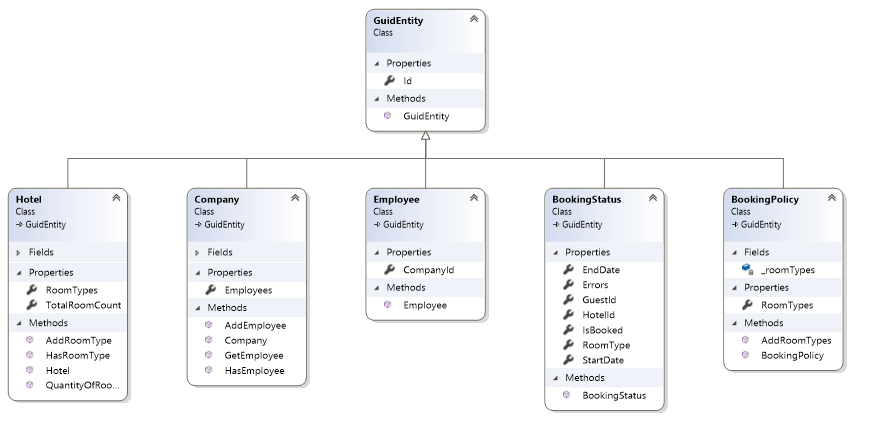 GuidEntity
Class
Properties
Id
Methods
GuidEntity
Hotel
Class
GuidEntity
Fields
Properties
RoomTypes
TotalRoomCount
Methods
AddRoomType
HasRoomType
Hotel
QuantityOfRoo...
Company
Class
GuidEntity
Fields
Properties
Employees
Methods
AddEmployee
Company
GetEmployee
HasEmployee
Employee
Class
GuidEntity
Properties
CompanyId
Methods
Employee
BookingStatus
Class
GuidEntity
Properties
EndDate
Errors
GuestId
HotelId
IsBooked
RoomType
StartDate
Methods
BookingStatus
BookingPolicy
Class
GuidEntity
Fields
_roomTypes
Properties
RoomTypes
Methods
AddRoomTypes
BookingPolicy